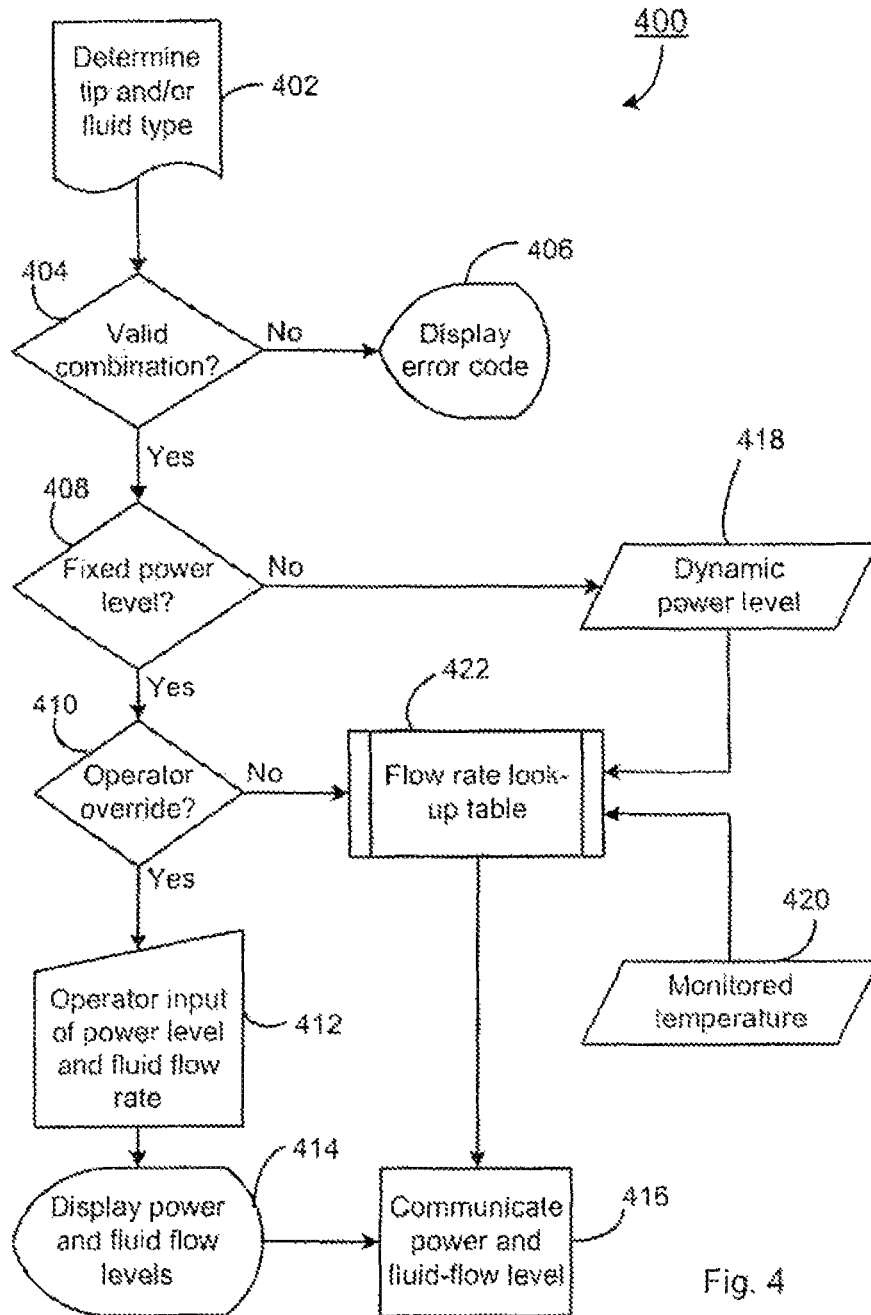 400
Determine
tip and/or
fluid type
402
404
Valid
combination?
No
406
Display
error code
Yes
408
Fixed power
level?
No
418
Dynamic
power level
Yes
410
Operator
override?
No
422
Flow rate look-
up table
Yes
420
Monitored
temperature
Operator input
of power level
and fluid flow
rate
412
414
Display power
and fluid flow
levels
Communicate
power and
fluid-flow level
416
Fig. 4